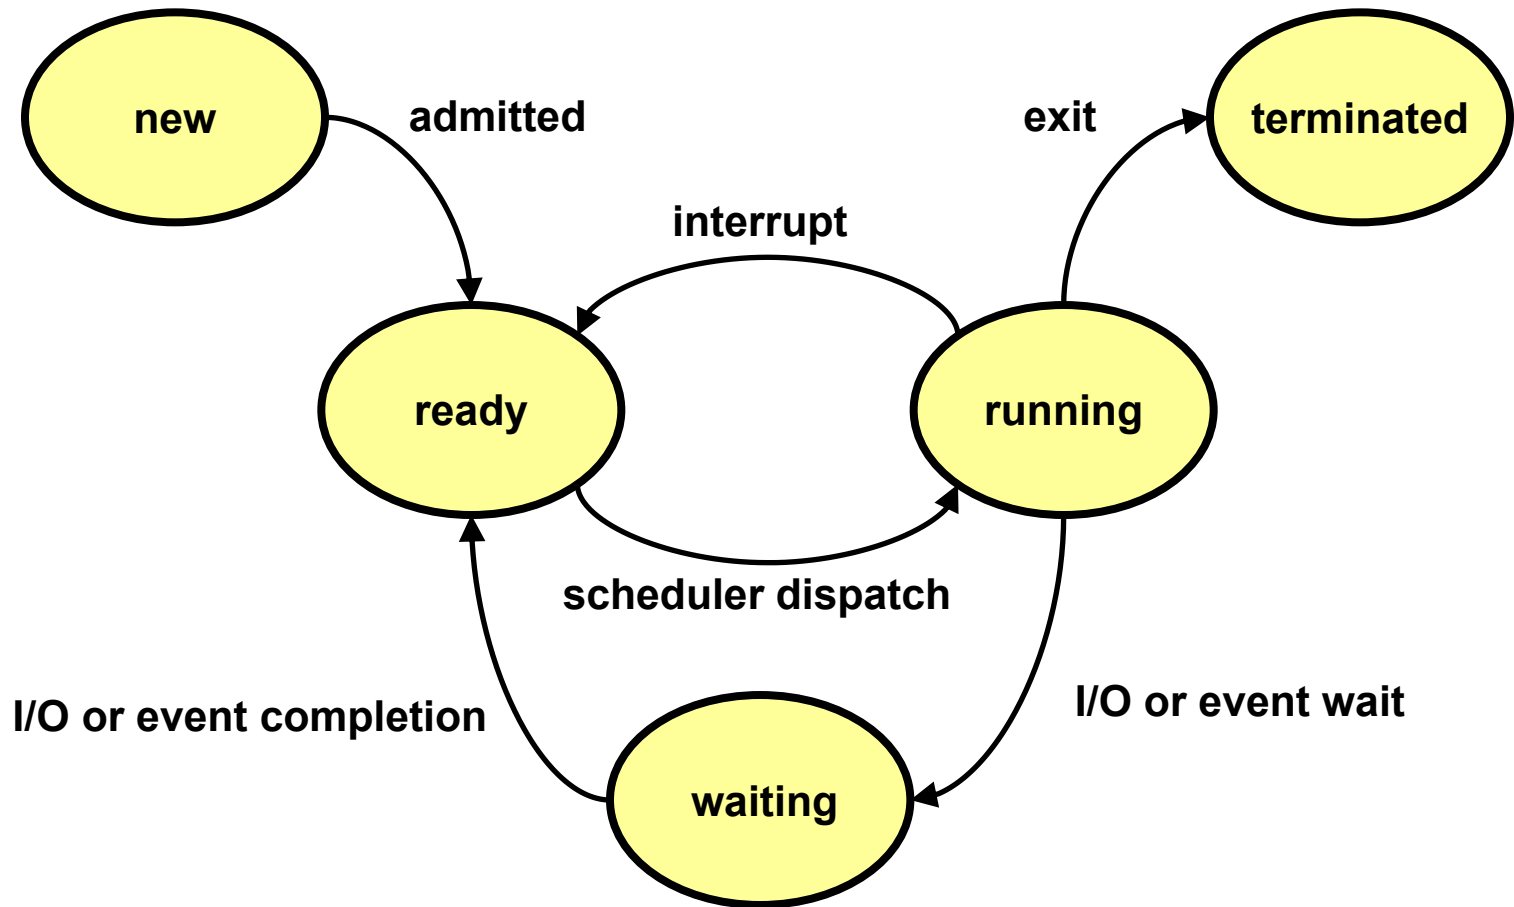 new
admitted
exit
terminated
interrupt
ready
running
scheduler dispatch
I/O or event completion
I/O or event wait
waiting